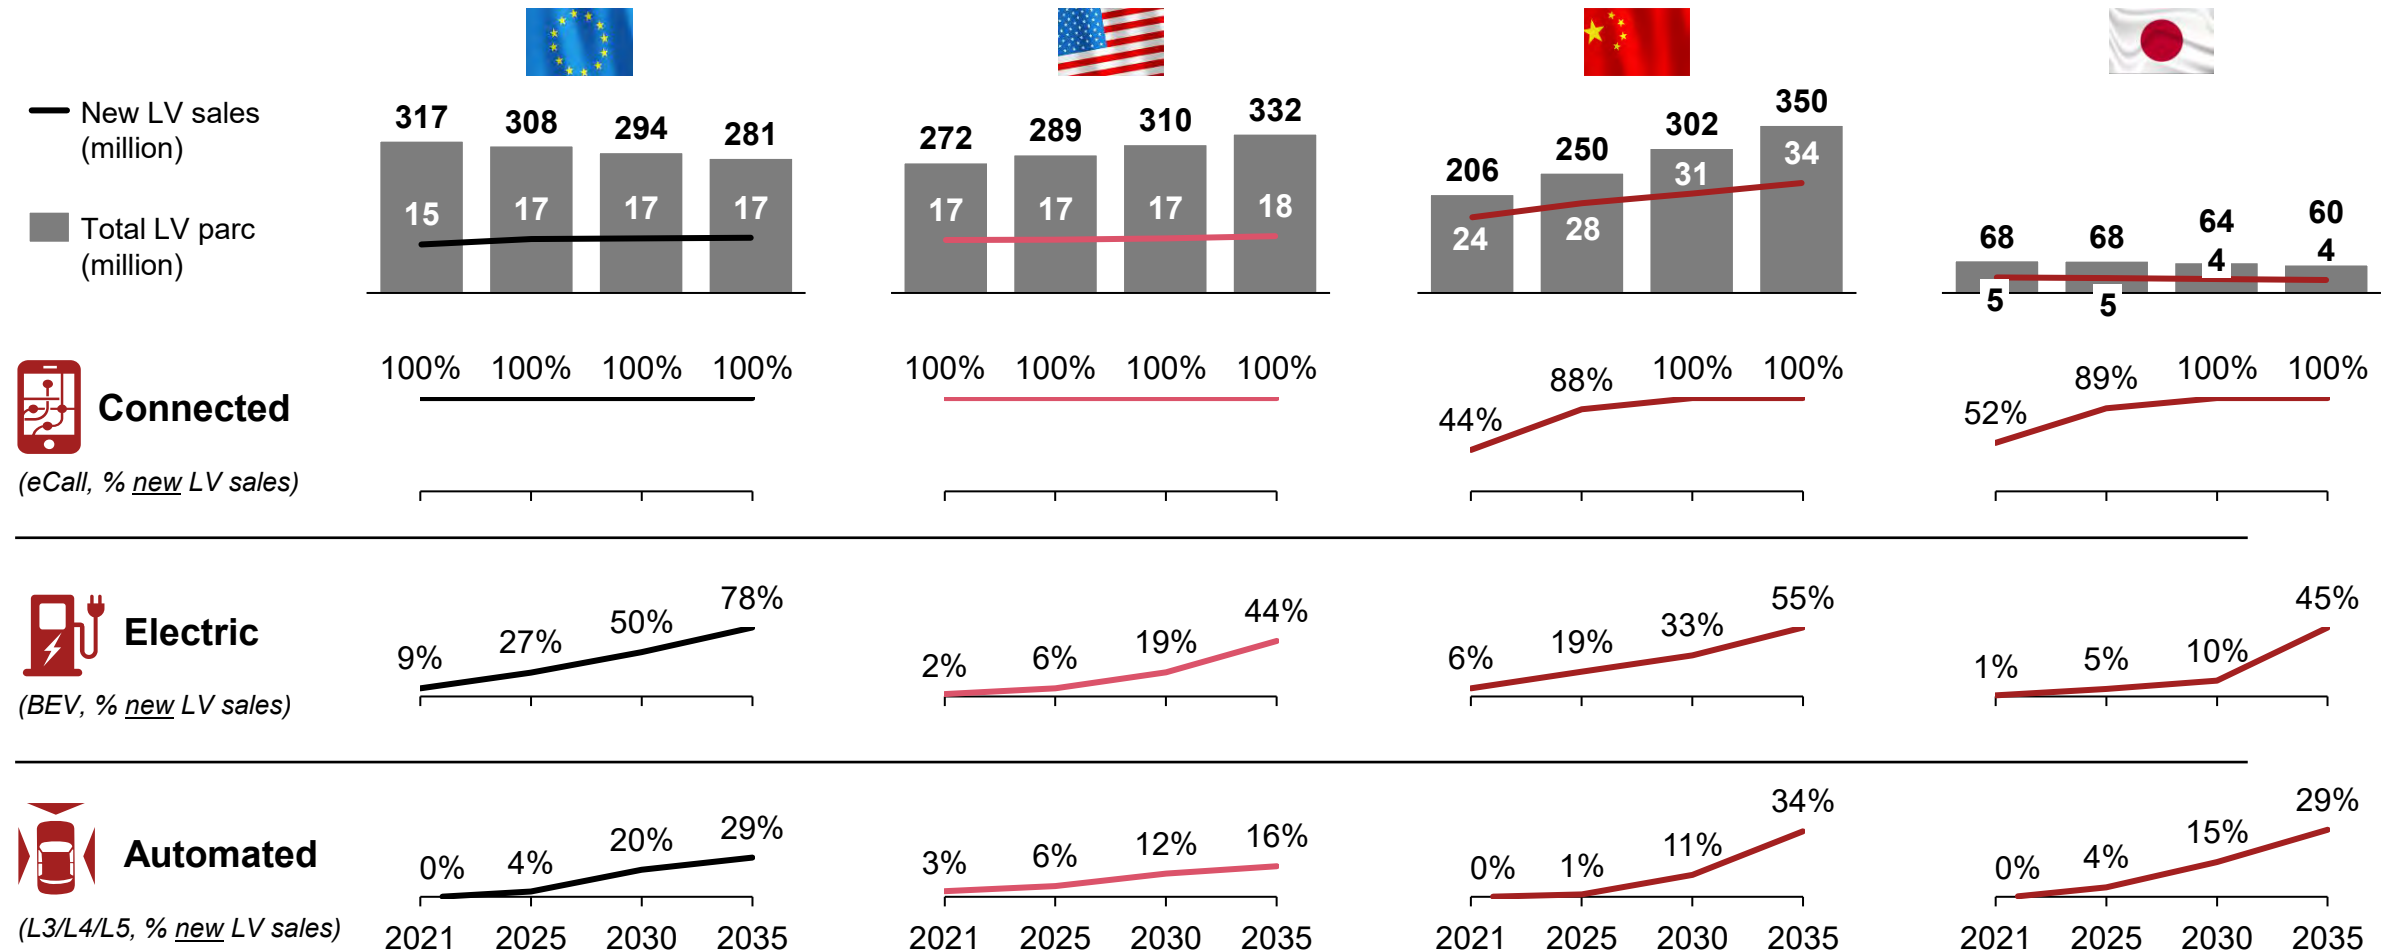 New LV sales
(million)
Total LV parc
(million)
317 308 294 281
15 17 17 17
272 289 310 332
17 17 17 18
206 250 302 350
24 28 31 34
68 68 64 60
5 5 4 4
Connected
(eCall, % new LV sales)
100% 100% 100% 100%
100% 100% 100% 100%
44% 88% 100% 100%
52% 89% 100% 100%
Electric
(BEV, % new LV sales)
9% 27% 50% 78%
2% 6% 19% 44%
6% 19% 33% 55%
1% 5% 10% 45%
Automated
(L3/L4/L5, % new LV sales)
0% 4% 20% 29%
3% 6% 12% 16%
0% 1% 11% 34%
0% 4% 15% 29%
2021 2025 2030 2035
2021 2025 2030 2035
2021 2025 2030 2035
2021 2025 2030 2035